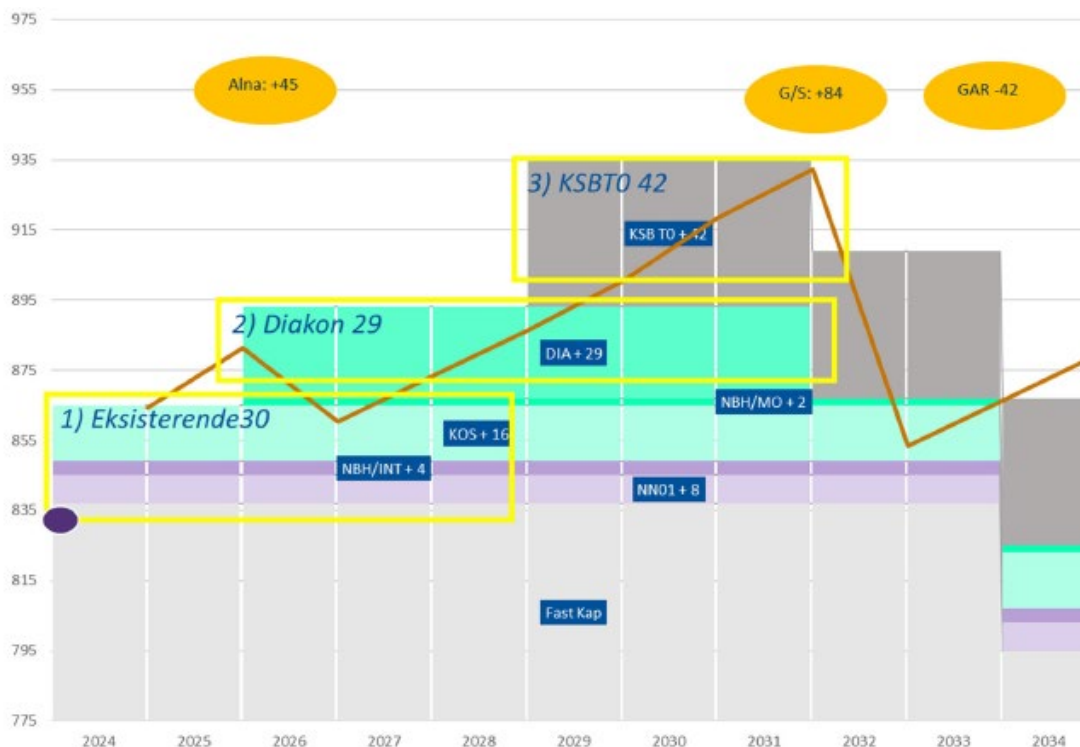 975
955
935
915
895
875
855
835
815
795
775
Alna: +45
G/S: +84
GAR -42
3) KSBT0 42
KSB T0 + 42
2) Diakon 29
DIA + 29
NBH/MO + 2
1) Eksisterende30
KOS + 16
NBH/INT + 4
NN01 + 8
Fast Kap
2024 2025 2026 2027 2028 2029 2030 2031 2032 2033 2034